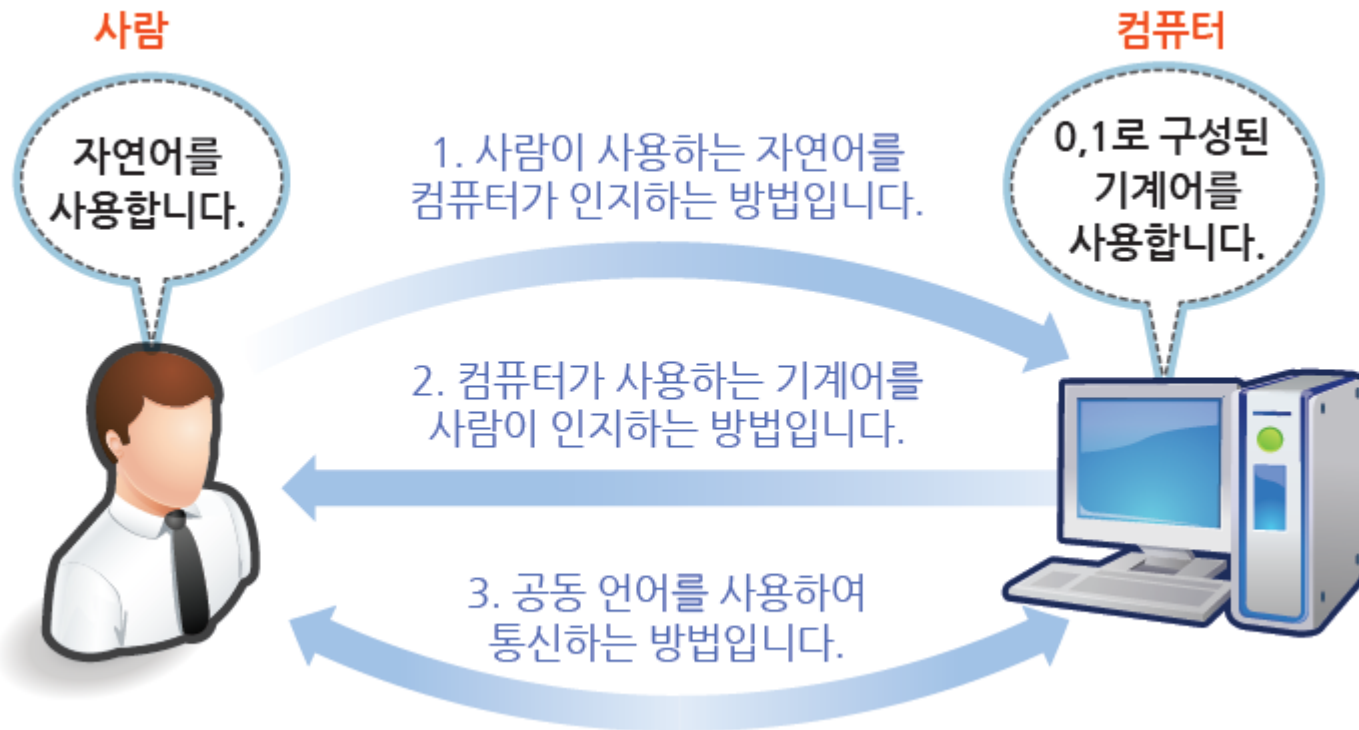 사람
컴퓨터
자연어를
사용합니다.
0,1로 구성된
기계어를
사용합니다.
1. 사람이 사용하는 자연어를
컴퓨터가 인지하는 방법입니다.
2. 컴퓨터가 사용하는 기계어를
사람이 인지하는 방법입니다.
3. 공동 언어를 사용하여
통신하는 방법입니다.